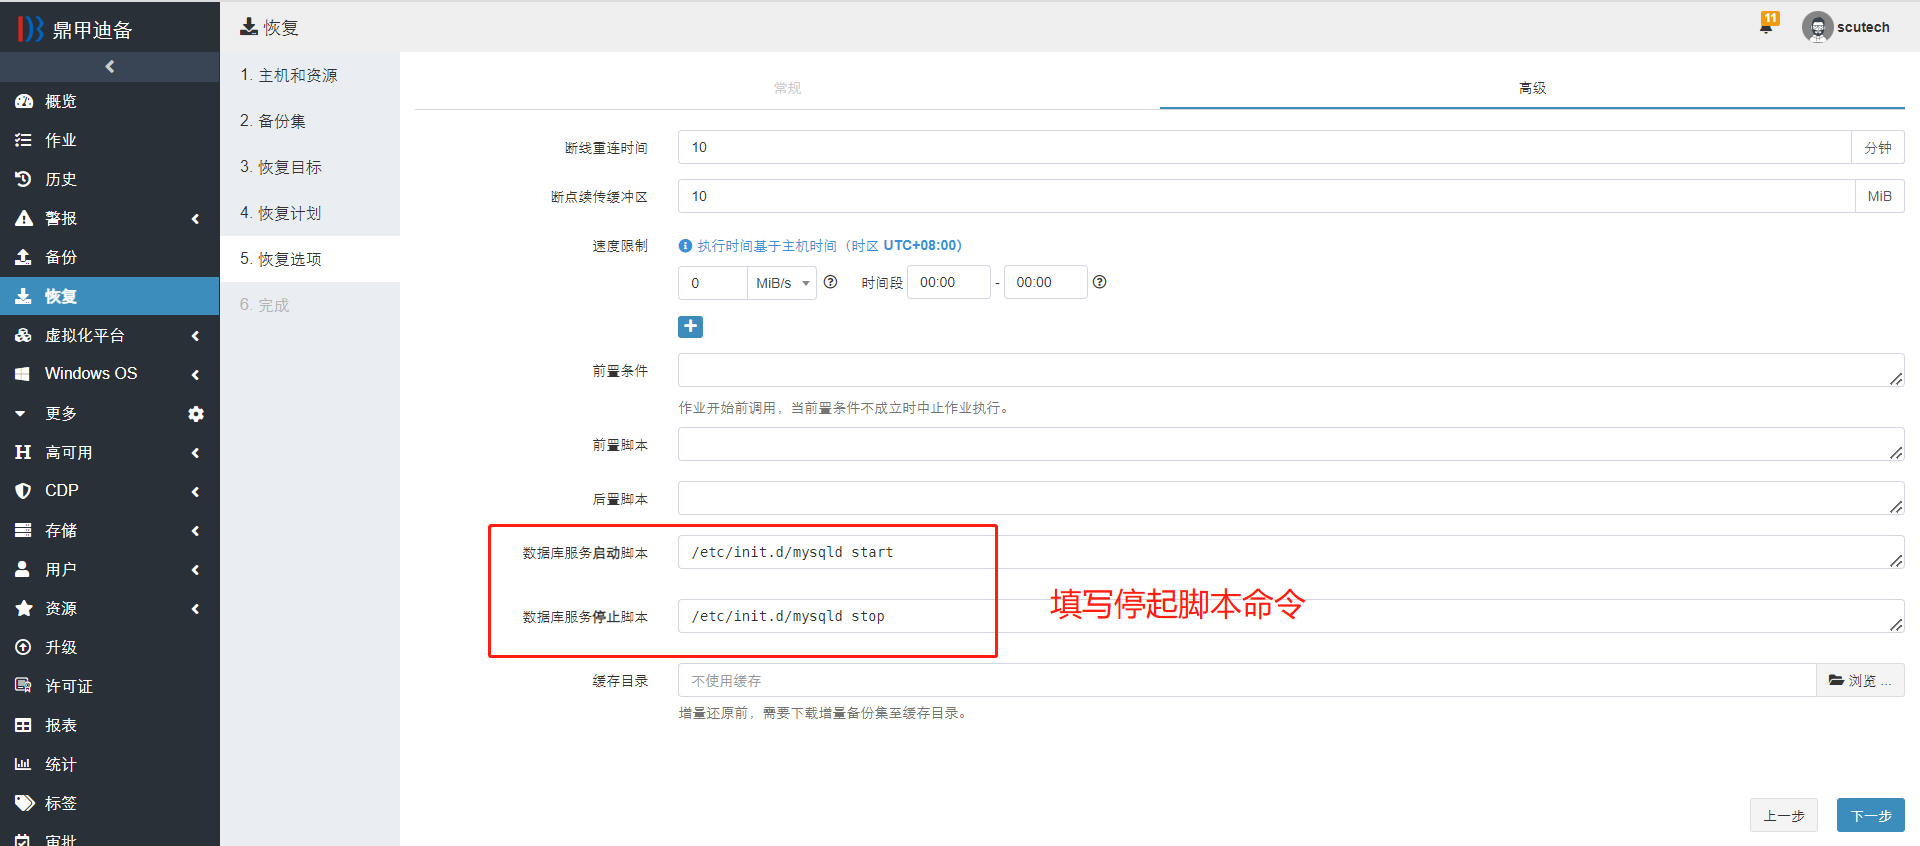 鼎甲迪备
恢复
11
scutech
概览
作业
历史
警报
备份
恢复
虚拟化平台
Windows OS
更多
高可用
CDP
存储
用户
资源
升级
许可证
报表
统计
标签
审批
1. 主机和资源
2. 备份集
3. 恢复目标
4. 恢复计划
5. 恢复选项
6. 完成
常规
高级
断线重连时间 10 分钟
断点续传缓冲区 10 MiB
速度限制 执行时间基于主机时间（时区 UTC+08:00）
0 MiB/s 时间段 00:00 - 00:00
前置条件
作业开始前调用，当前置条件不成立时中止作业执行。
前置脚本
后置脚本
数据库服务启动脚本 /etc/init.d/mysqld start
数据库服务停止脚本 /etc/init.d/mysqld stop
填写停起脚本命令
缓存目录 不使用缓存 浏览 ...
增量还原前，需要下载增量备份集至缓存目录。
上一步 下一步